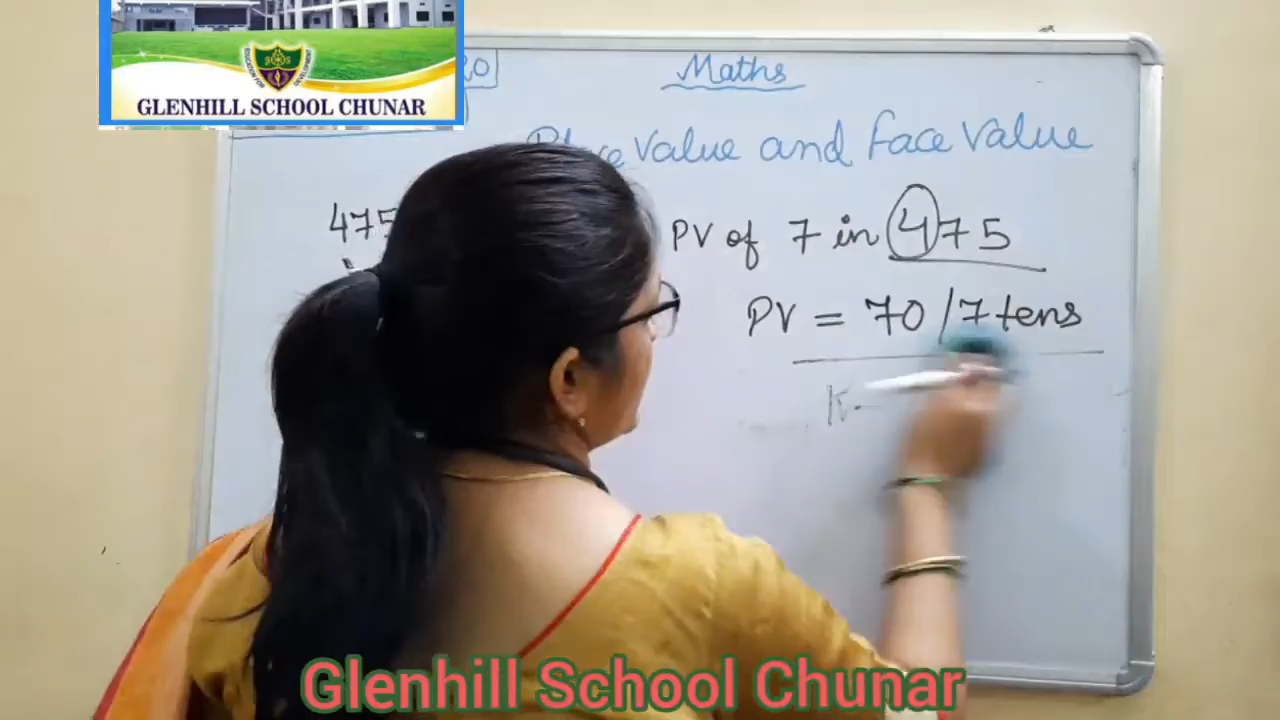 GLENHILL SCHOOL CHUNAR
20
Maths
Place Value and Face Value
475
PV of 7 in 475
PV = 70 / 7 tens
Glenhill School Chunar